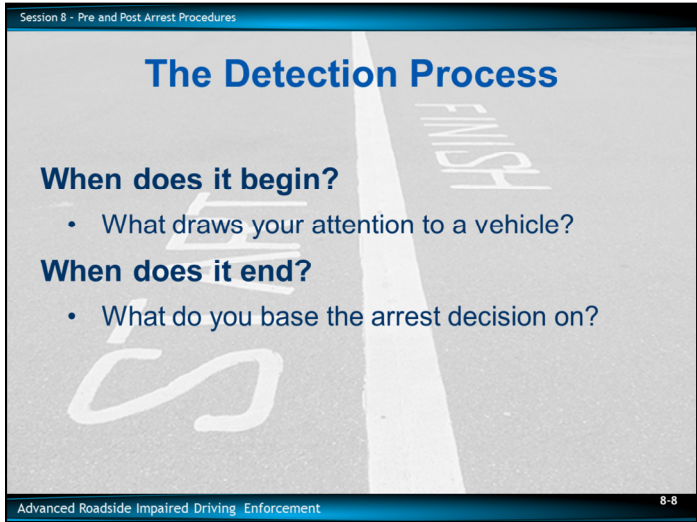 Session 8 - Pre and Post Arrest Procedures
The Detection Process
FINISH
When does it begin?
• What draws your attention to a vehicle?
START
When does it end?
• What do you base the arrest decision on?
Advanced Roadside Impaired Driving Enforcement
8-8